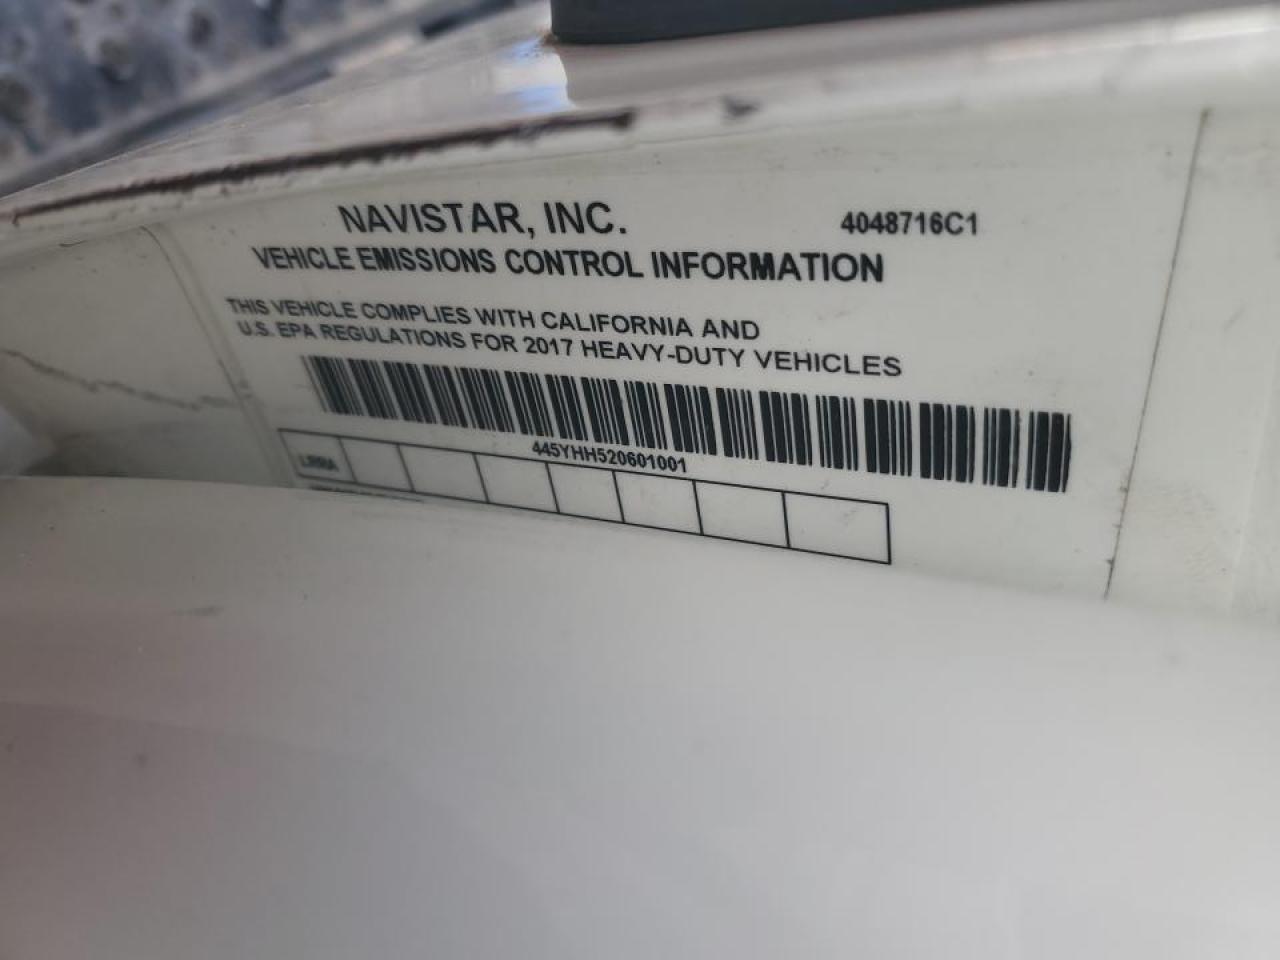 NAVISTAR, INC.
4048716C1
VEHICLE EMISSIONS CONTROL INFORMATION
THIS VEHICLE COMPLIES WITH CALIFORNIA AND
U.S. EPA REGULATIONS FOR 2017 HEAVY-DUTY VEHICLES
445YHH520601001